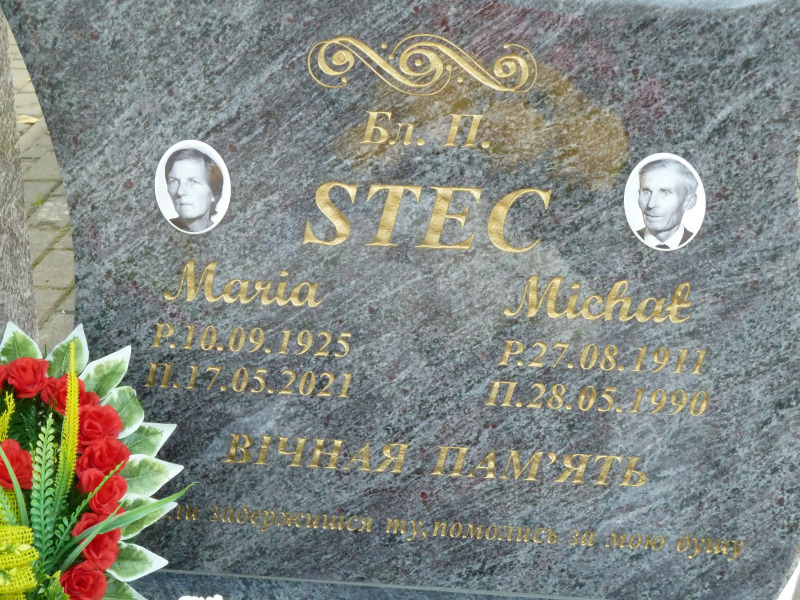 Бл. П.
STEC
Maria Michał
Р.10.09.1925 Р.27.08.1911
П.17.05.2021 П.28.05.1990
ВІЧНАЯ ПАМ’ЯТЬ
задержишся ту,помолись за мою душу